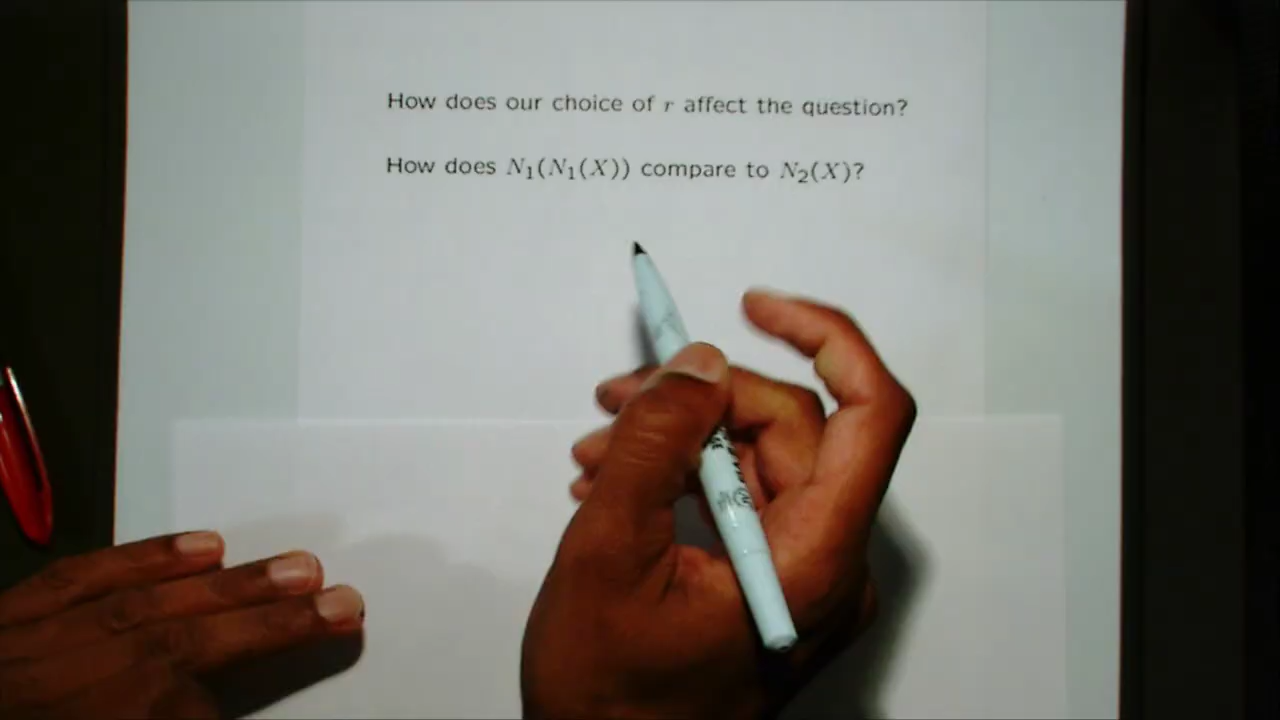 How does our choice of r affect the question?
How does N₁(N₁(X)) compare to N₂(X)?